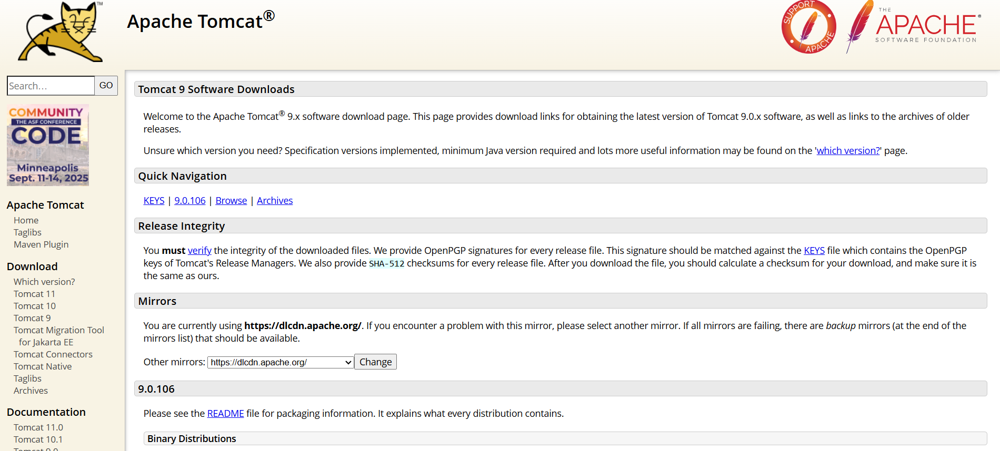 TM
Apache Tomcat®
SUPPORT
APACHE
THE
APACHE®
SOFTWARE FOUNDATION
Search...
GO
COMMUNITY
THE ASF CONFERENCE
CODE
Minneapolis
Sept. 11-14, 2025
Apache Tomcat
Home
Taglibs
Maven Plugin
Download
Which version?
Tomcat 11
Tomcat 10
Tomcat 9
Tomcat Migration Tool
for Jakarta EE
Tomcat Connectors
Tomcat Native
Taglibs
Archives
Documentation
Tomcat 11.0
Tomcat 10.1
Tomcat 9.0
Tomcat 9 Software Downloads
Welcome to the Apache Tomcat® 9.x software download page. This page provides download links for obtaining the latest version of Tomcat 9.0.x software, as well as links to the archives of older
releases.
Unsure which version you need? Specification versions implemented, minimum Java version required and lots more useful information may be found on the 'which version?' page.
Quick Navigation
KEYS | 9.0.106 | Browse | Archives
Release Integrity
You must verify the integrity of the downloaded files. We provide OpenPGP signatures for every release file. This signature should be matched against the KEYS file which contains the OpenPGP
keys of Tomcat's Release Managers. We also provide SHA-512 checksums for every release file. After you download the file, you should calculate a checksum for your download, and make sure it is
the same as ours.
Mirrors
You are currently using https://dlcdn.apache.org/. If you encounter a problem with this mirror, please select another mirror. If all mirrors are failing, there are backup mirrors (at the end of the
mirrors list) that should be available.
Other mirrors: https://dlcdn.apache.org/ Change
9.0.106
Please see the README file for packaging information. It explains what every distribution contains.
Binary Distributions